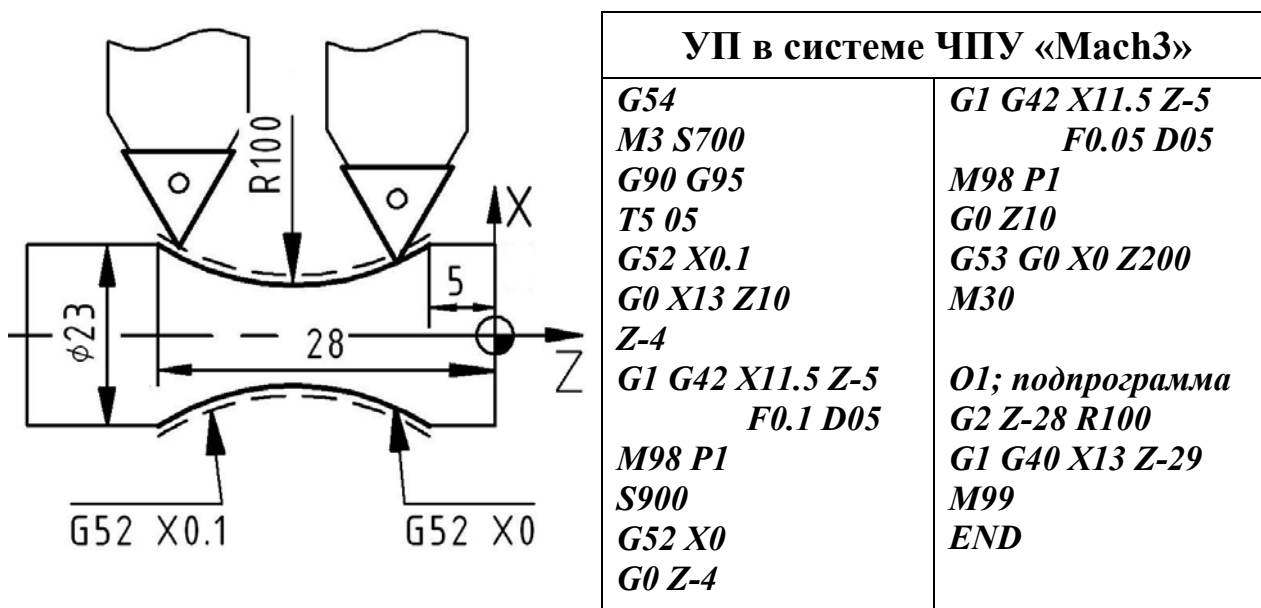 R100
X
5
φ23
28
Z
G52 X0.1
G52 X0
УП в системе ЧПУ «Mach3»
G54
M3 S700
G90 G95
T5 05
G52 X0.1
G0 X13 Z10
Z-4
G1 G42 X11.5 Z-5
F0.1 D05
M98 P1
S900
G52 X0
G0 Z-4
G1 G42 X11.5 Z-5
F0.05 D05
M98 P1
G0 Z10
G53 G0 X0 Z200
M30
O1; подпрограмма
G2 Z-28 R100
G1 G40 X13 Z-29
M99
END